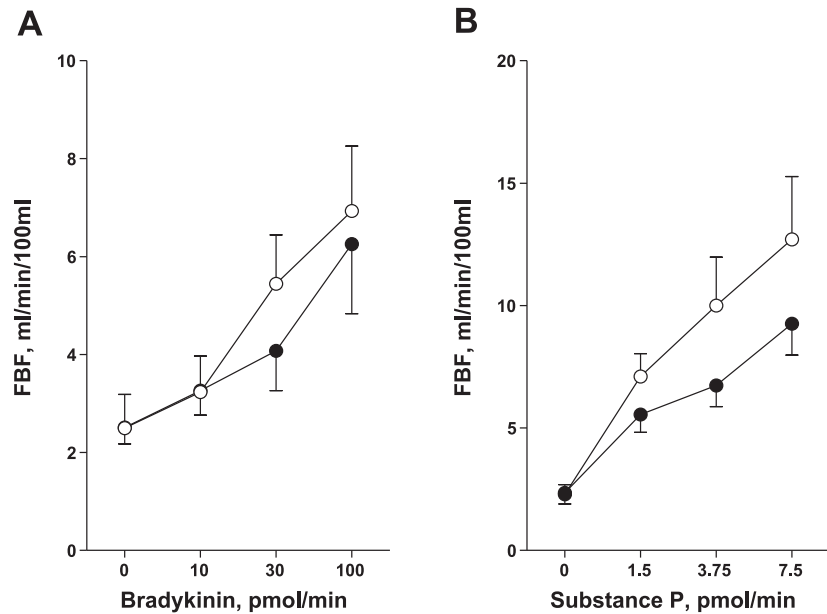 A
10
8
6
4
2
0
FBF, ml/min/100ml
0 10 30 100
Bradykinin, pmol/min
B
20
15
10
5
0
FBF, ml/min/100ml
0 1.5 3.75 7.5
Substance P, pmol/min